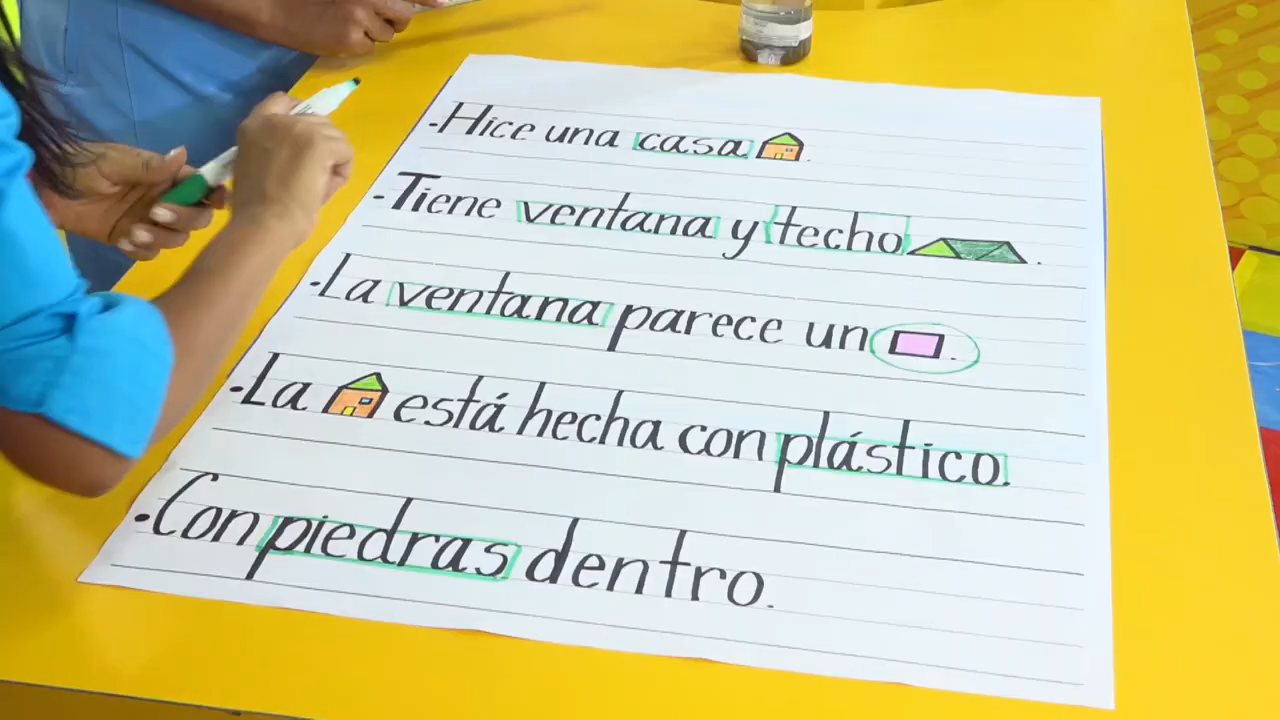 ·Hice una casa.
·Tiene ventana y techo.
·La ventana parece un.
·La está hecha con plástico.
·Con piedras dentro.